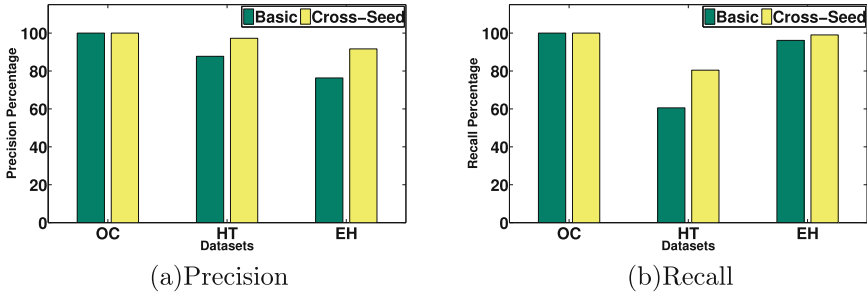 Basic Cross-Seed
100
80
60
40
20
0
Precision Percentage
OC HT EH
Datasets
(a)Precision
Basic Cross-Seed
100
80
60
40
20
0
Recall Percentage
OC HT EH
Datasets
(b)Recall